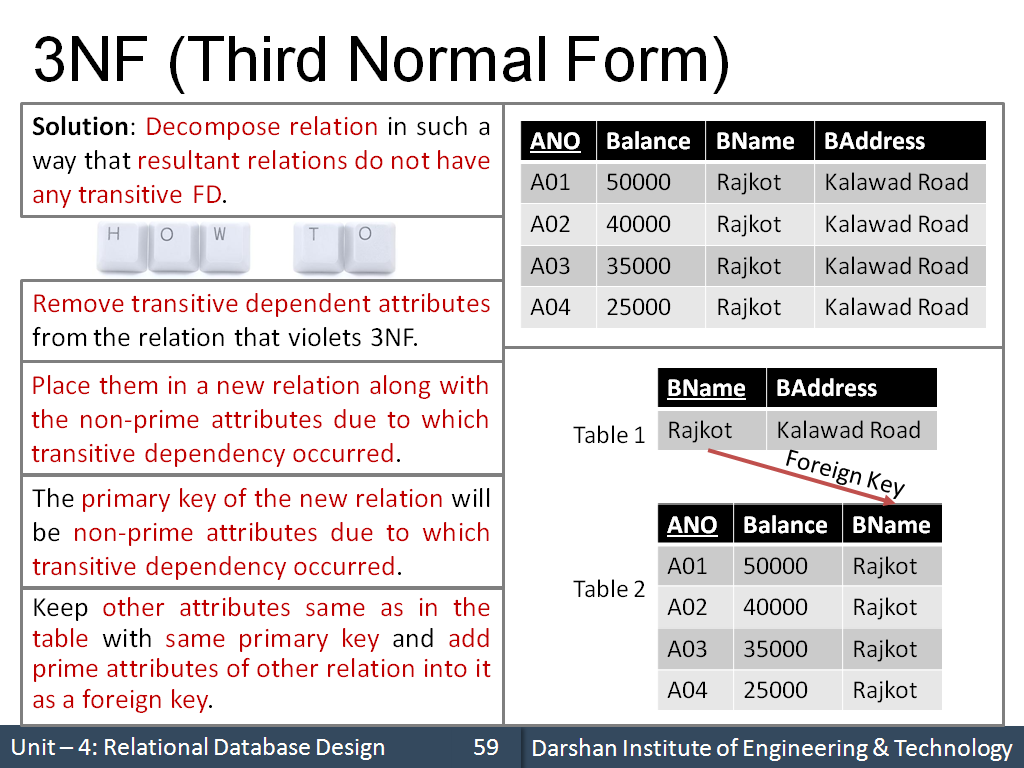 3NF (Third Normal Form)
Solution: Decompose relation in such a
way that resultant relations do not have
any transitive FD.
H O W T O
Remove transitive dependent attributes
from the relation that violets 3NF.
Place them in a new relation along with
the non-prime attributes due to which
transitive dependency occurred.
The primary key of the new relation will
be non-prime attributes due to which
transitive dependency occurred.
Keep other attributes same as in the
table with same primary key and add
prime attributes of other relation into it
as a foreign key.
ANO Balance BName BAddress
A01 50000 Rajkot Kalawad Road
A02 40000 Rajkot Kalawad Road
A03 35000 Rajkot Kalawad Road
A04 25000 Rajkot Kalawad Road
BName BAddress
Table 1 Rajkot Kalawad Road
Foreign Key
ANO Balance BName
A01 50000 Rajkot
Table 2
A02 40000 Rajkot
A03 35000 Rajkot
A04 25000 Rajkot
Unit – 4: Relational Database Design 59 Darshan Institute of Engineering & Technology